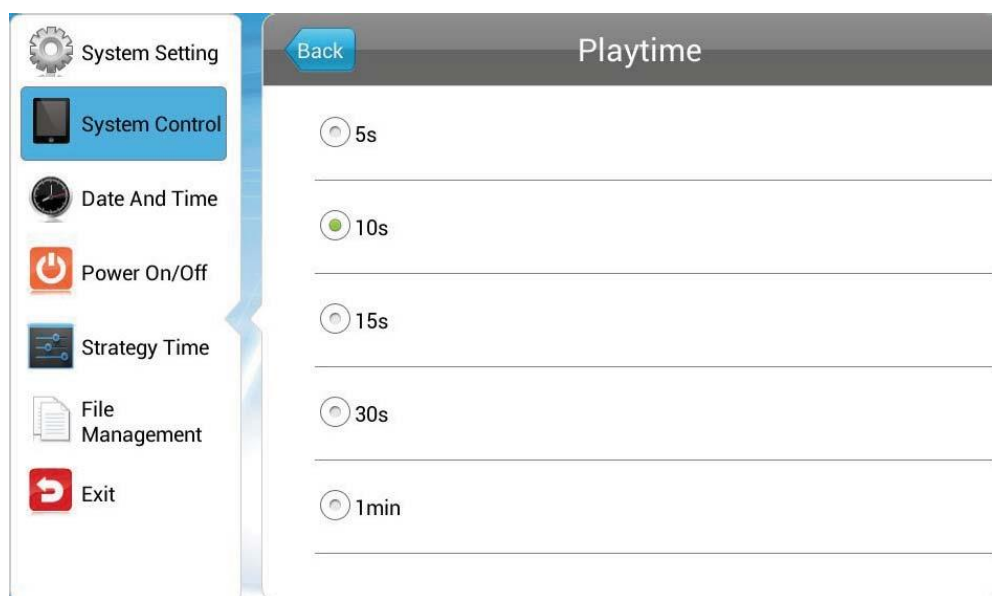 System Setting
System Control
Date And Time
Power On/Off
Strategy Time
File
Management
Exit
Back
Playtime
5s
10s
15s
30s
1min